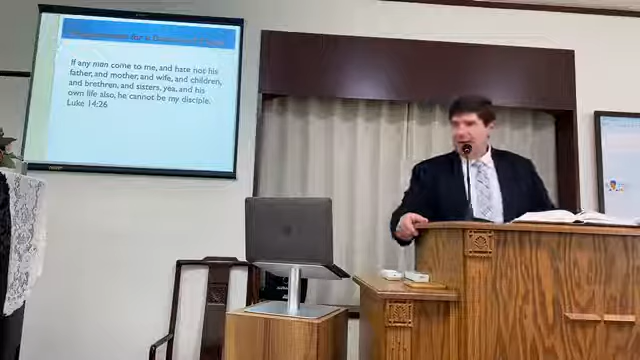 If any man come to me, and hate not his
father, and mother, and wife, and children,
and brethren, and sisters, yea, and his
own life also, he cannot be my disciple.
Luke 14:26